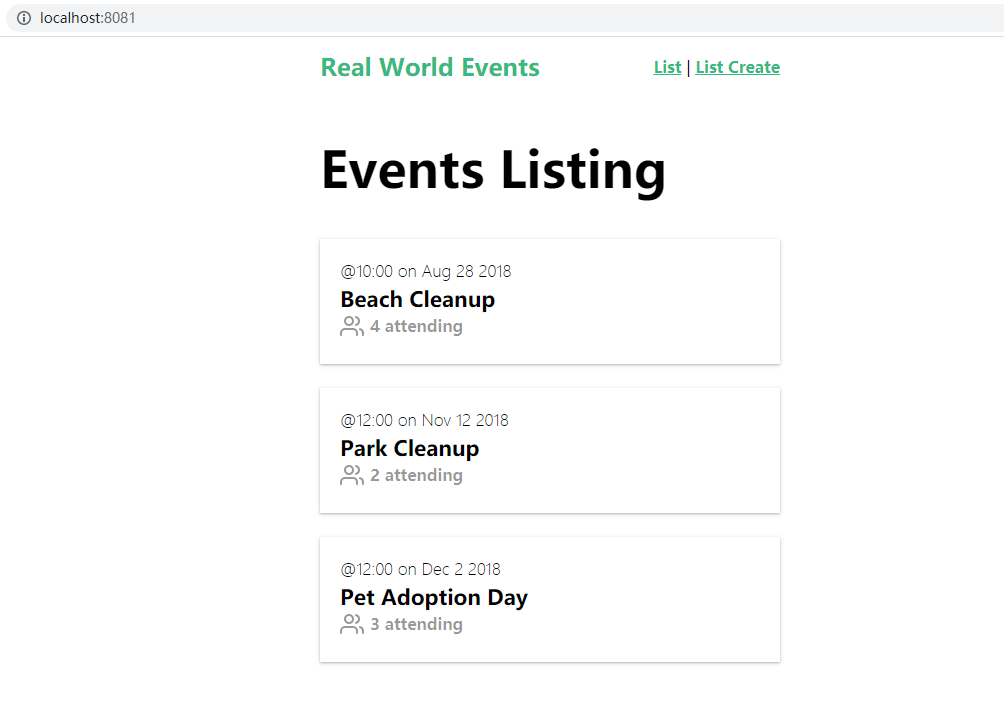 localhost:8081
Real World Events List | List Create
Events Listing
@10:00 on Aug 28 2018
Beach Cleanup
4 attending
@12:00 on Nov 12 2018
Park Cleanup
2 attending
@12:00 on Dec 2 2018
Pet Adoption Day
3 attending